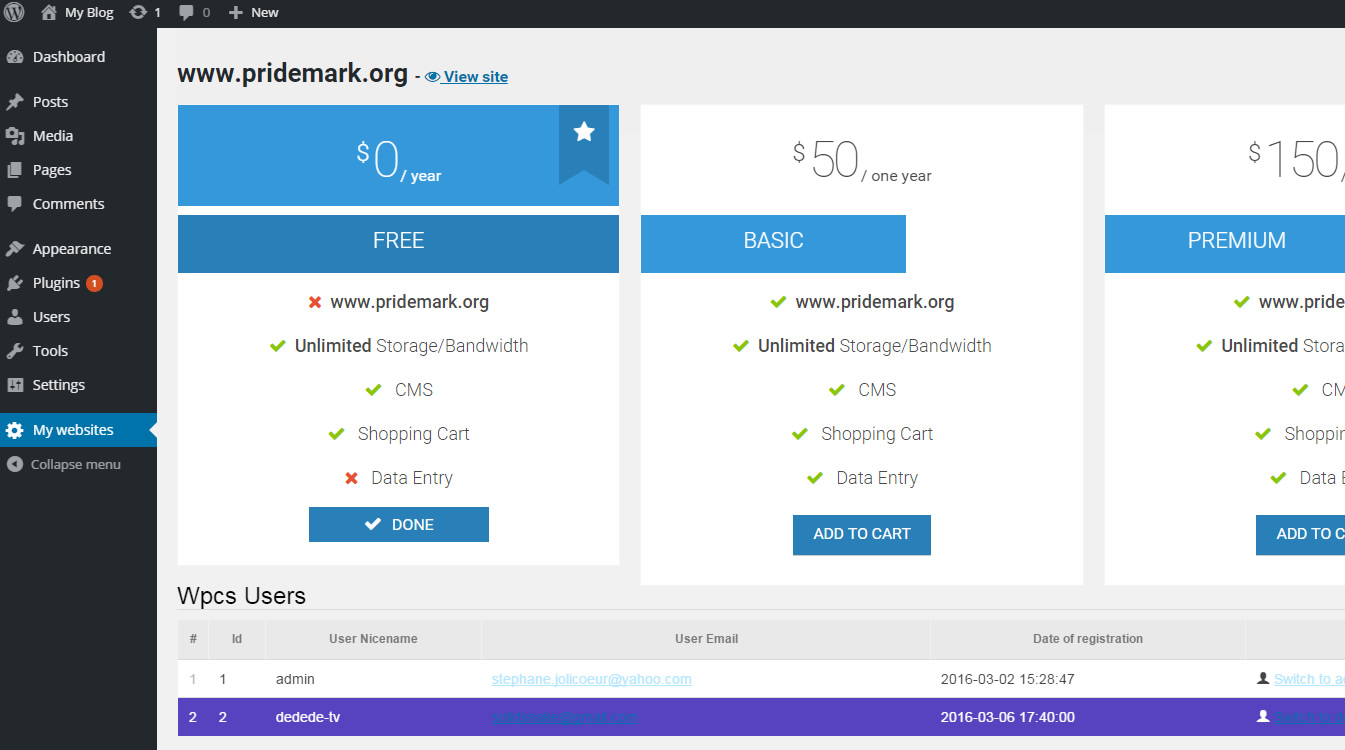 My Blog 1 0 New
Dashboard
Posts
Media
Pages
Comments
Appearance
Plugins 1
Users
Tools
Settings
My websites
Collapse menu
www.pridemark.org - View site
$0/ year
FREE
www.pridemark.org
Unlimited Storage/Bandwidth
CMS
Shopping Cart
Data Entry
DONE
$50/ one year
BASIC
www.pridemark.org
Unlimited Storage/Bandwidth
CMS
Shopping Cart
Data Entry
ADD TO CART
$150/
PREMIUM
www.pride
Unlimited Stora
CM
Shoppin
Data E
ADD TO C
Wpcs Users
# Id User Nicename User Email Date of registration
1 1 admin stephane.jolicoeur@yahoo.com 2016-03-02 15:28:47 Switch to a
2 2 dedede-tv 2016-03-06 17:40:00 Switch to